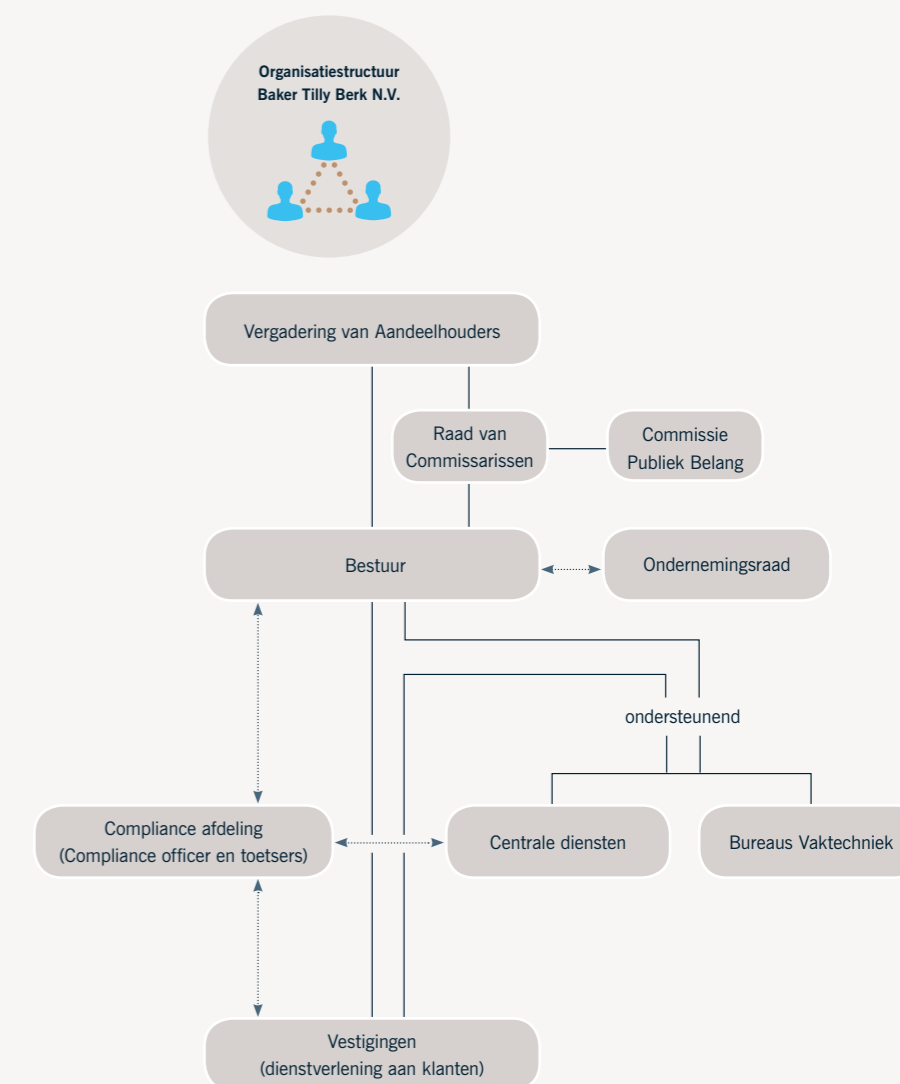 Organisatiestructuur
Baker Tilly Berk N.V.
Vergadering van Aandeelhouders
Raad van
Commissarissen
Commissie
Publiek Belang
Bestuur
Ondernemingsraad
ondersteunend
Compliance afdeling
(Compliance officer en toetsers)
Centrale diensten
Bureaus Vaktechniek
Vestigingen
(dienstverlening aan klanten)